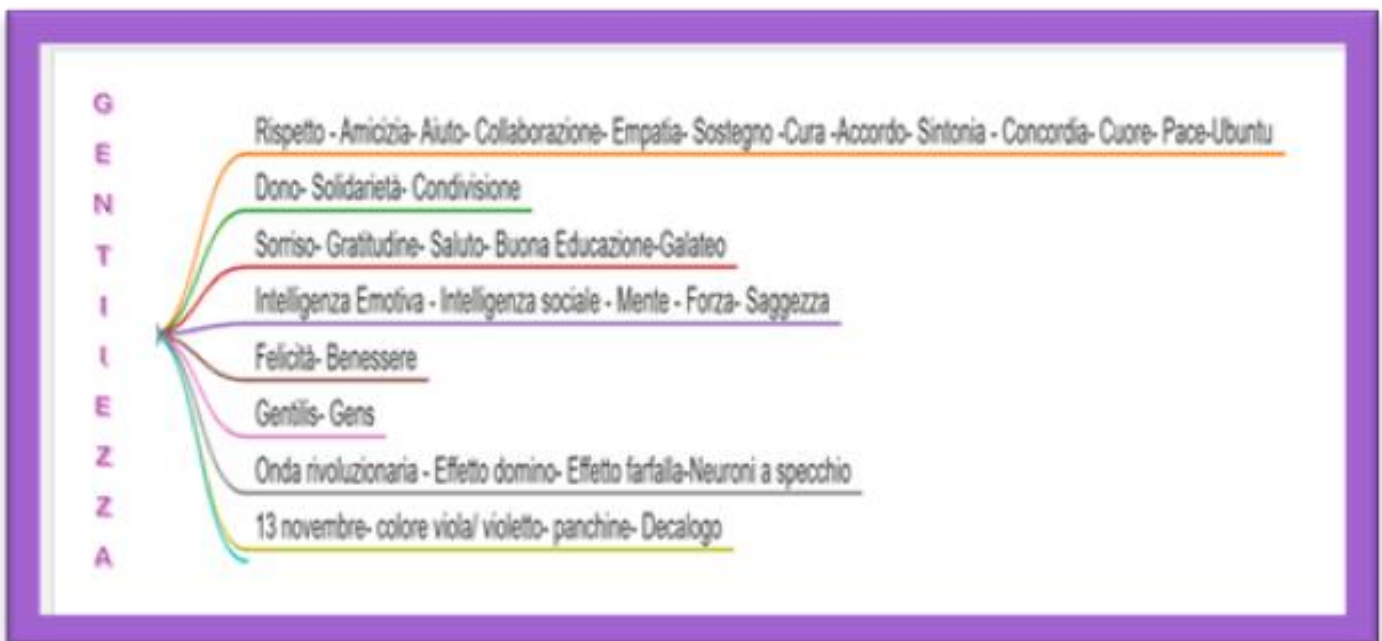 GENTILEZZA
Rispetto - Amicizia- Aiuto- Collaborazione- Empatia- Sostegno -Cura -Accordo- Sintonia - Concordia- Cuore- Pace-Ubuntu
Dono- Solidarietà- Condivisione
Sorriso- Gratitudine- Saluto- Buona Educazione-Galateo
Intelligenza Emotiva - Intelligenza sociale - Mente - Forza- Saggezza
Felicità- Benessere
Gentilis- Gens
Onda rivoluzionaria - Effetto domino- Effetto farfalla-Neuroni a specchio
13 novembre- colore viola/ violetto- panchine- Decalogo